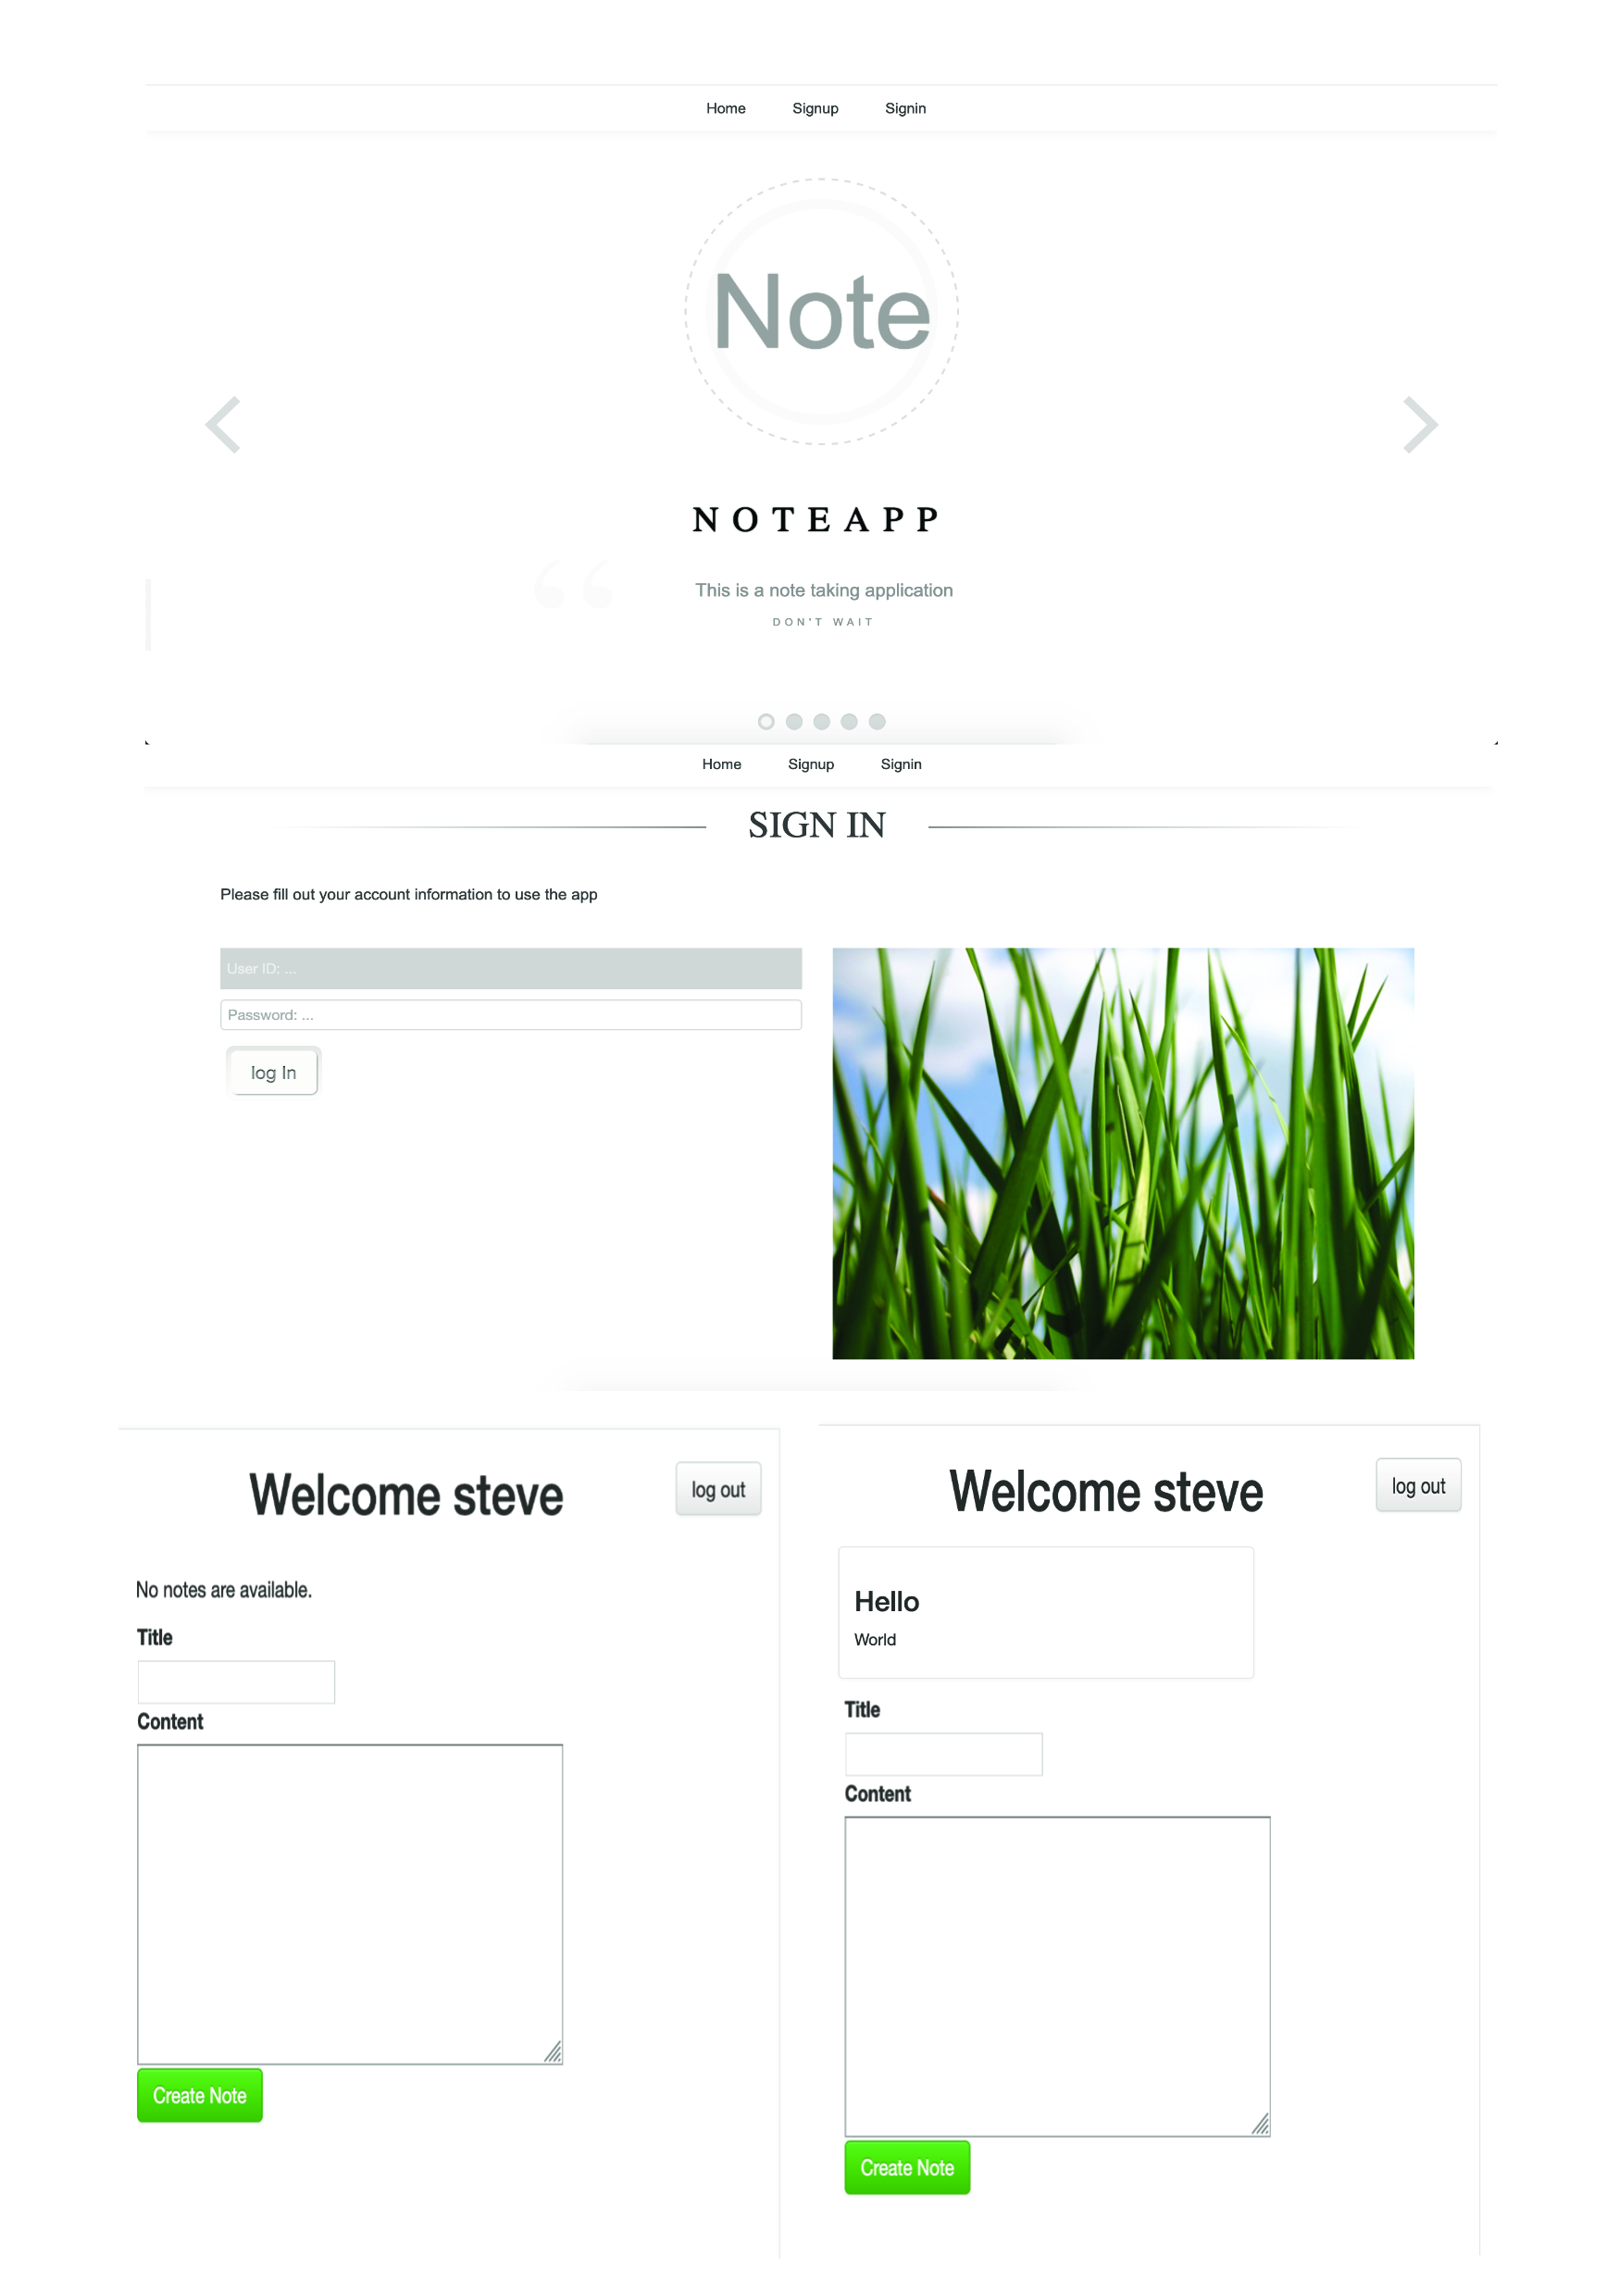 Home Signup Signin
Note
NOTEAPP
“
This is a note taking application
DON'T WAIT
Home Signup Signin
SIGN IN
Please fill out your account information to use the app
User ID: ...
Password: ...
log In
Welcome steve
log out
No notes are available.
Title
Content
Create Note
Welcome steve
log out
Hello
World
Title
Content
Create Note